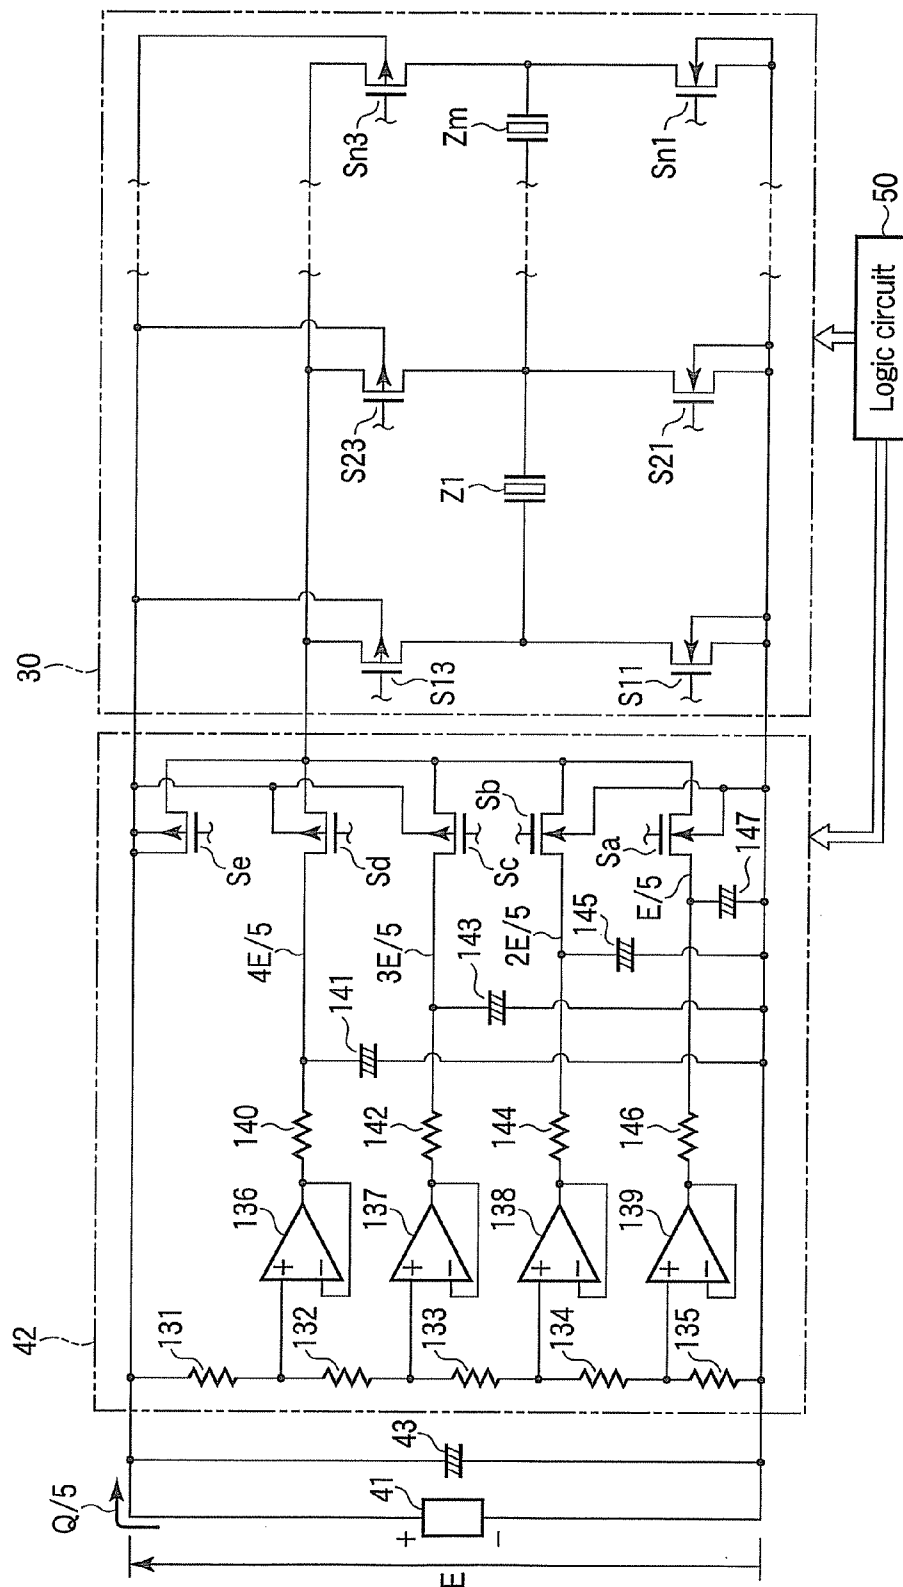 E
Q/5
+
41
−
43
42
131
132
133
134
135
136
+
−
137
+
−
138
+
−
139
+
−
140
142
144
146
141
143
145
147
4E/5
3E/5
2E/5
E/5
Se
Sd
Sc
Sb
Sa
30
S13
S11
Z1
S23
S21
Zm
Sn3
Sn1
Logic circuit
50